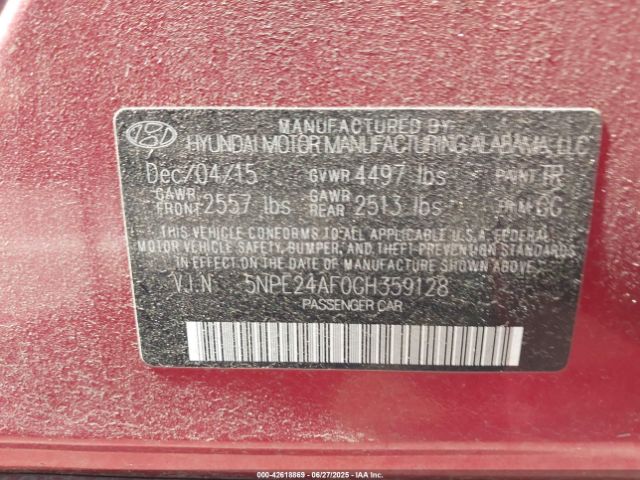 MANUFACTURED BY
HYUNDAI MOTOR MANUFACTURING ALABAMA, LLC
Dec/04/15 GVWR 4497 lbs PAINT
GAWR FRONT 2557 lbs GAWR REAR 2513 lbs TRIM
THIS VEHICLE CONFORMS TO ALL APPLICABLE U.S. FEDERAL
MOTOR VEHICLE SAFETY, BUMPER, AND THEFT PREVENTION STANDARDS
IN EFFECT ON THE DATE OF MANUFACTURE SHOWN ABOVE.
V.I.N 5NPE24AF0GH359128
PASSENGER CAR
000-42618869 - 06/27/2025 - IAAI, Inc.